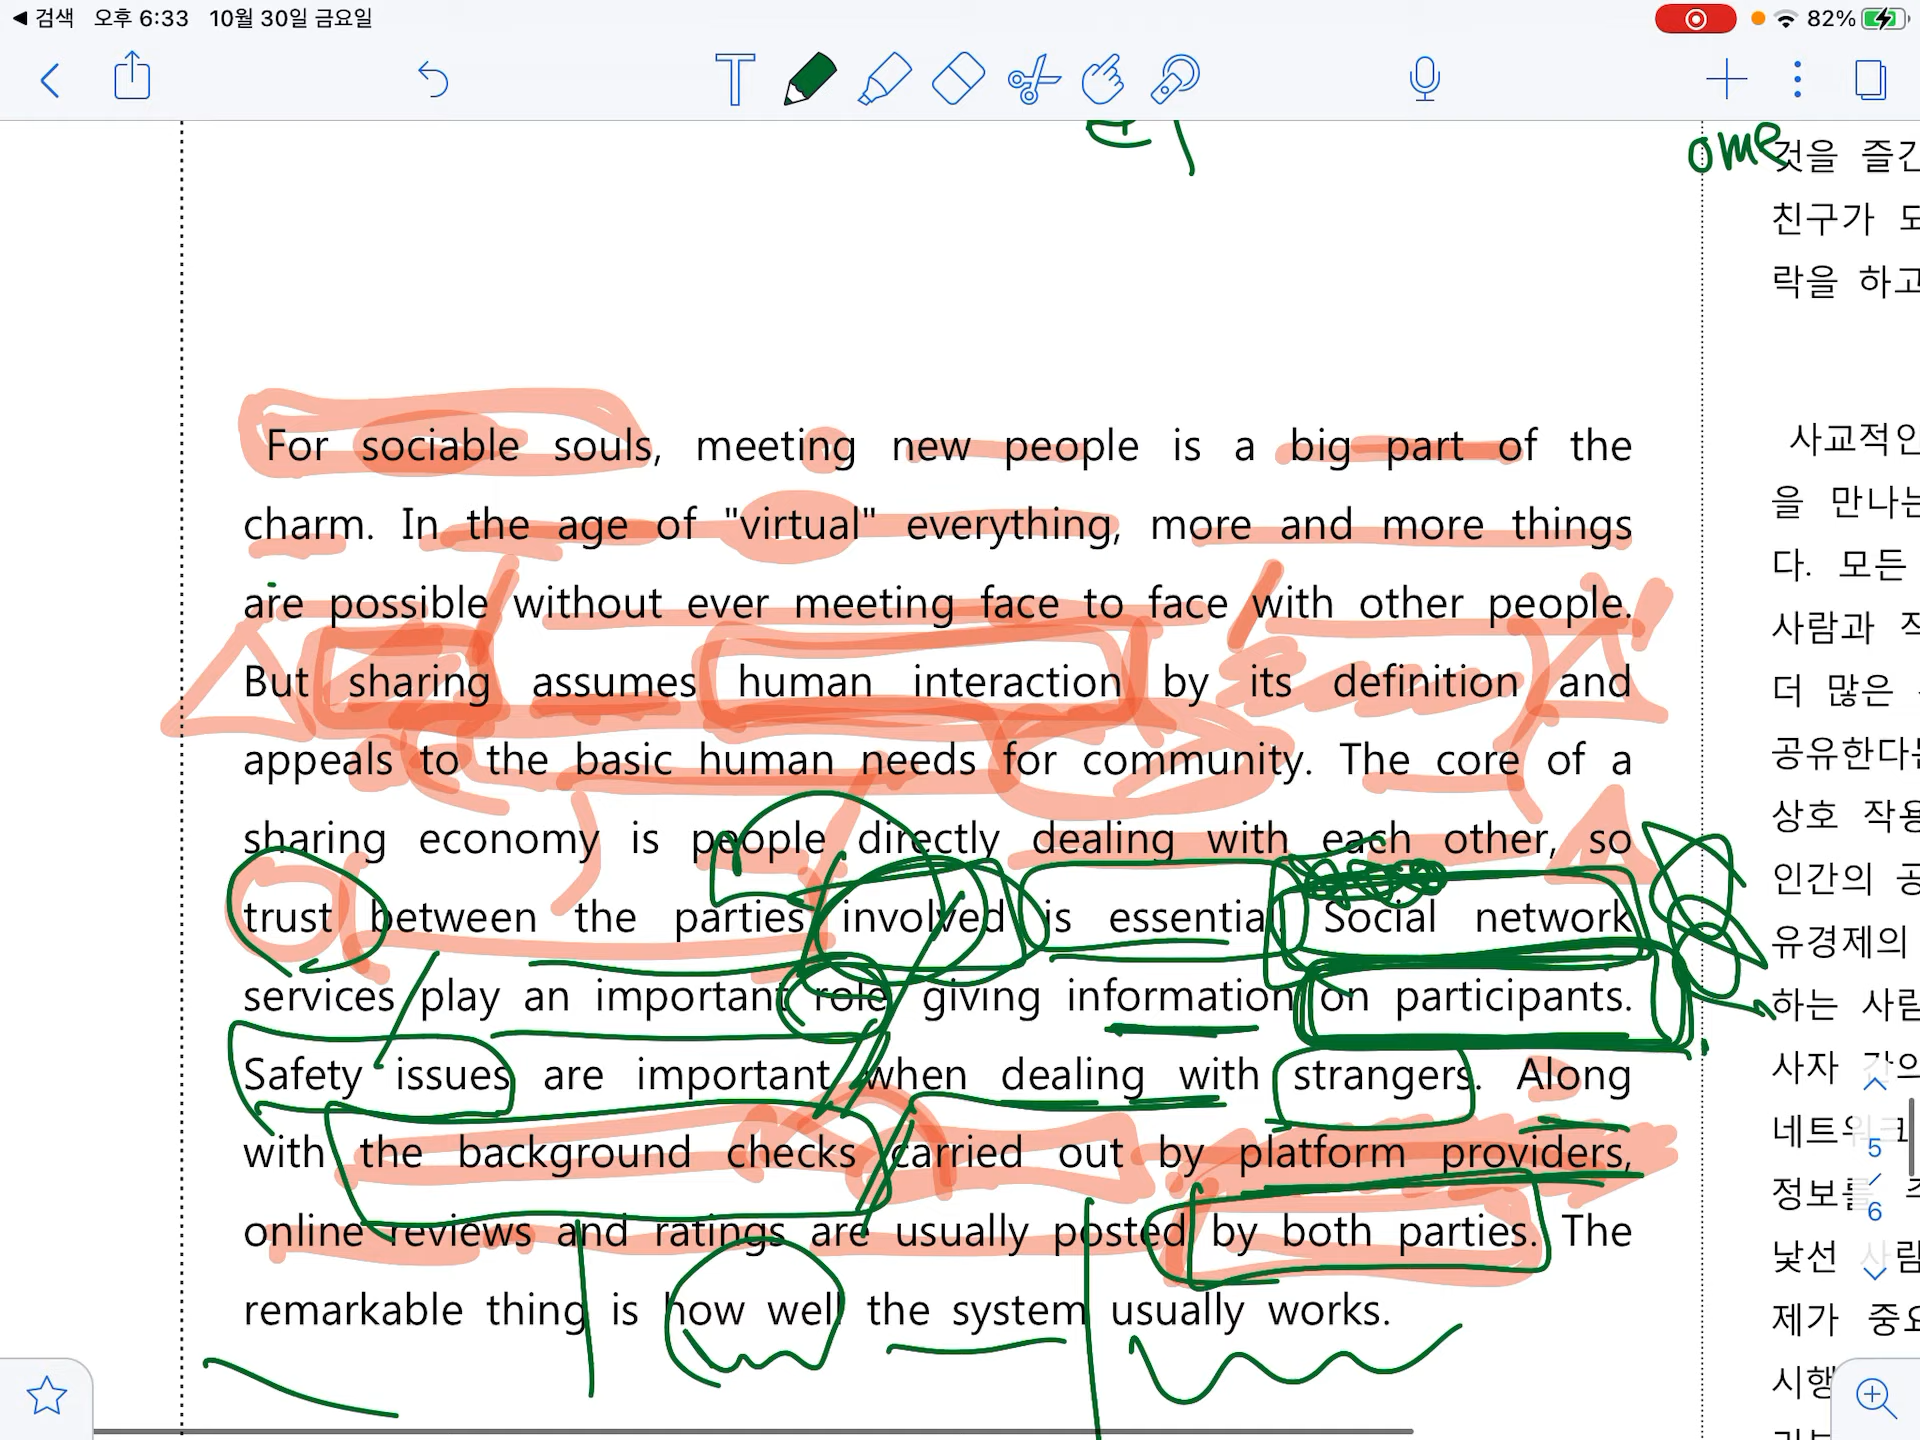 검색 오후 6:33 10월 30일 금요일
82%
ome
것을 즐긴
친구가 되
락을 하고
For sociable souls, meeting new people is a big part of the
charm. In the age of "virtual" everything, more and more things
are possible without ever meeting face to face with other people.
But sharing assumes human interaction by its definition and
appeals to the basic human needs for community. The core of a
sharing economy is people directly dealing with each other, so
trust between the parties involved is essential. Social network
services play an important role giving information on participants.
Safety issues are important when dealing with strangers. Along
with the background checks carried out by platform providers,
online reviews and ratings are usually posted by both parties. The
remarkable thing is how well the system usually works.
사교적인
을 만나는
다. 모든
사람과 직
더 많은
공유한다는
상호 작용
인간의 공
유경제의
하는 사람
사자 간의
네트워크
정보를 주
낯선 사람
제가 중요
시행
5
6